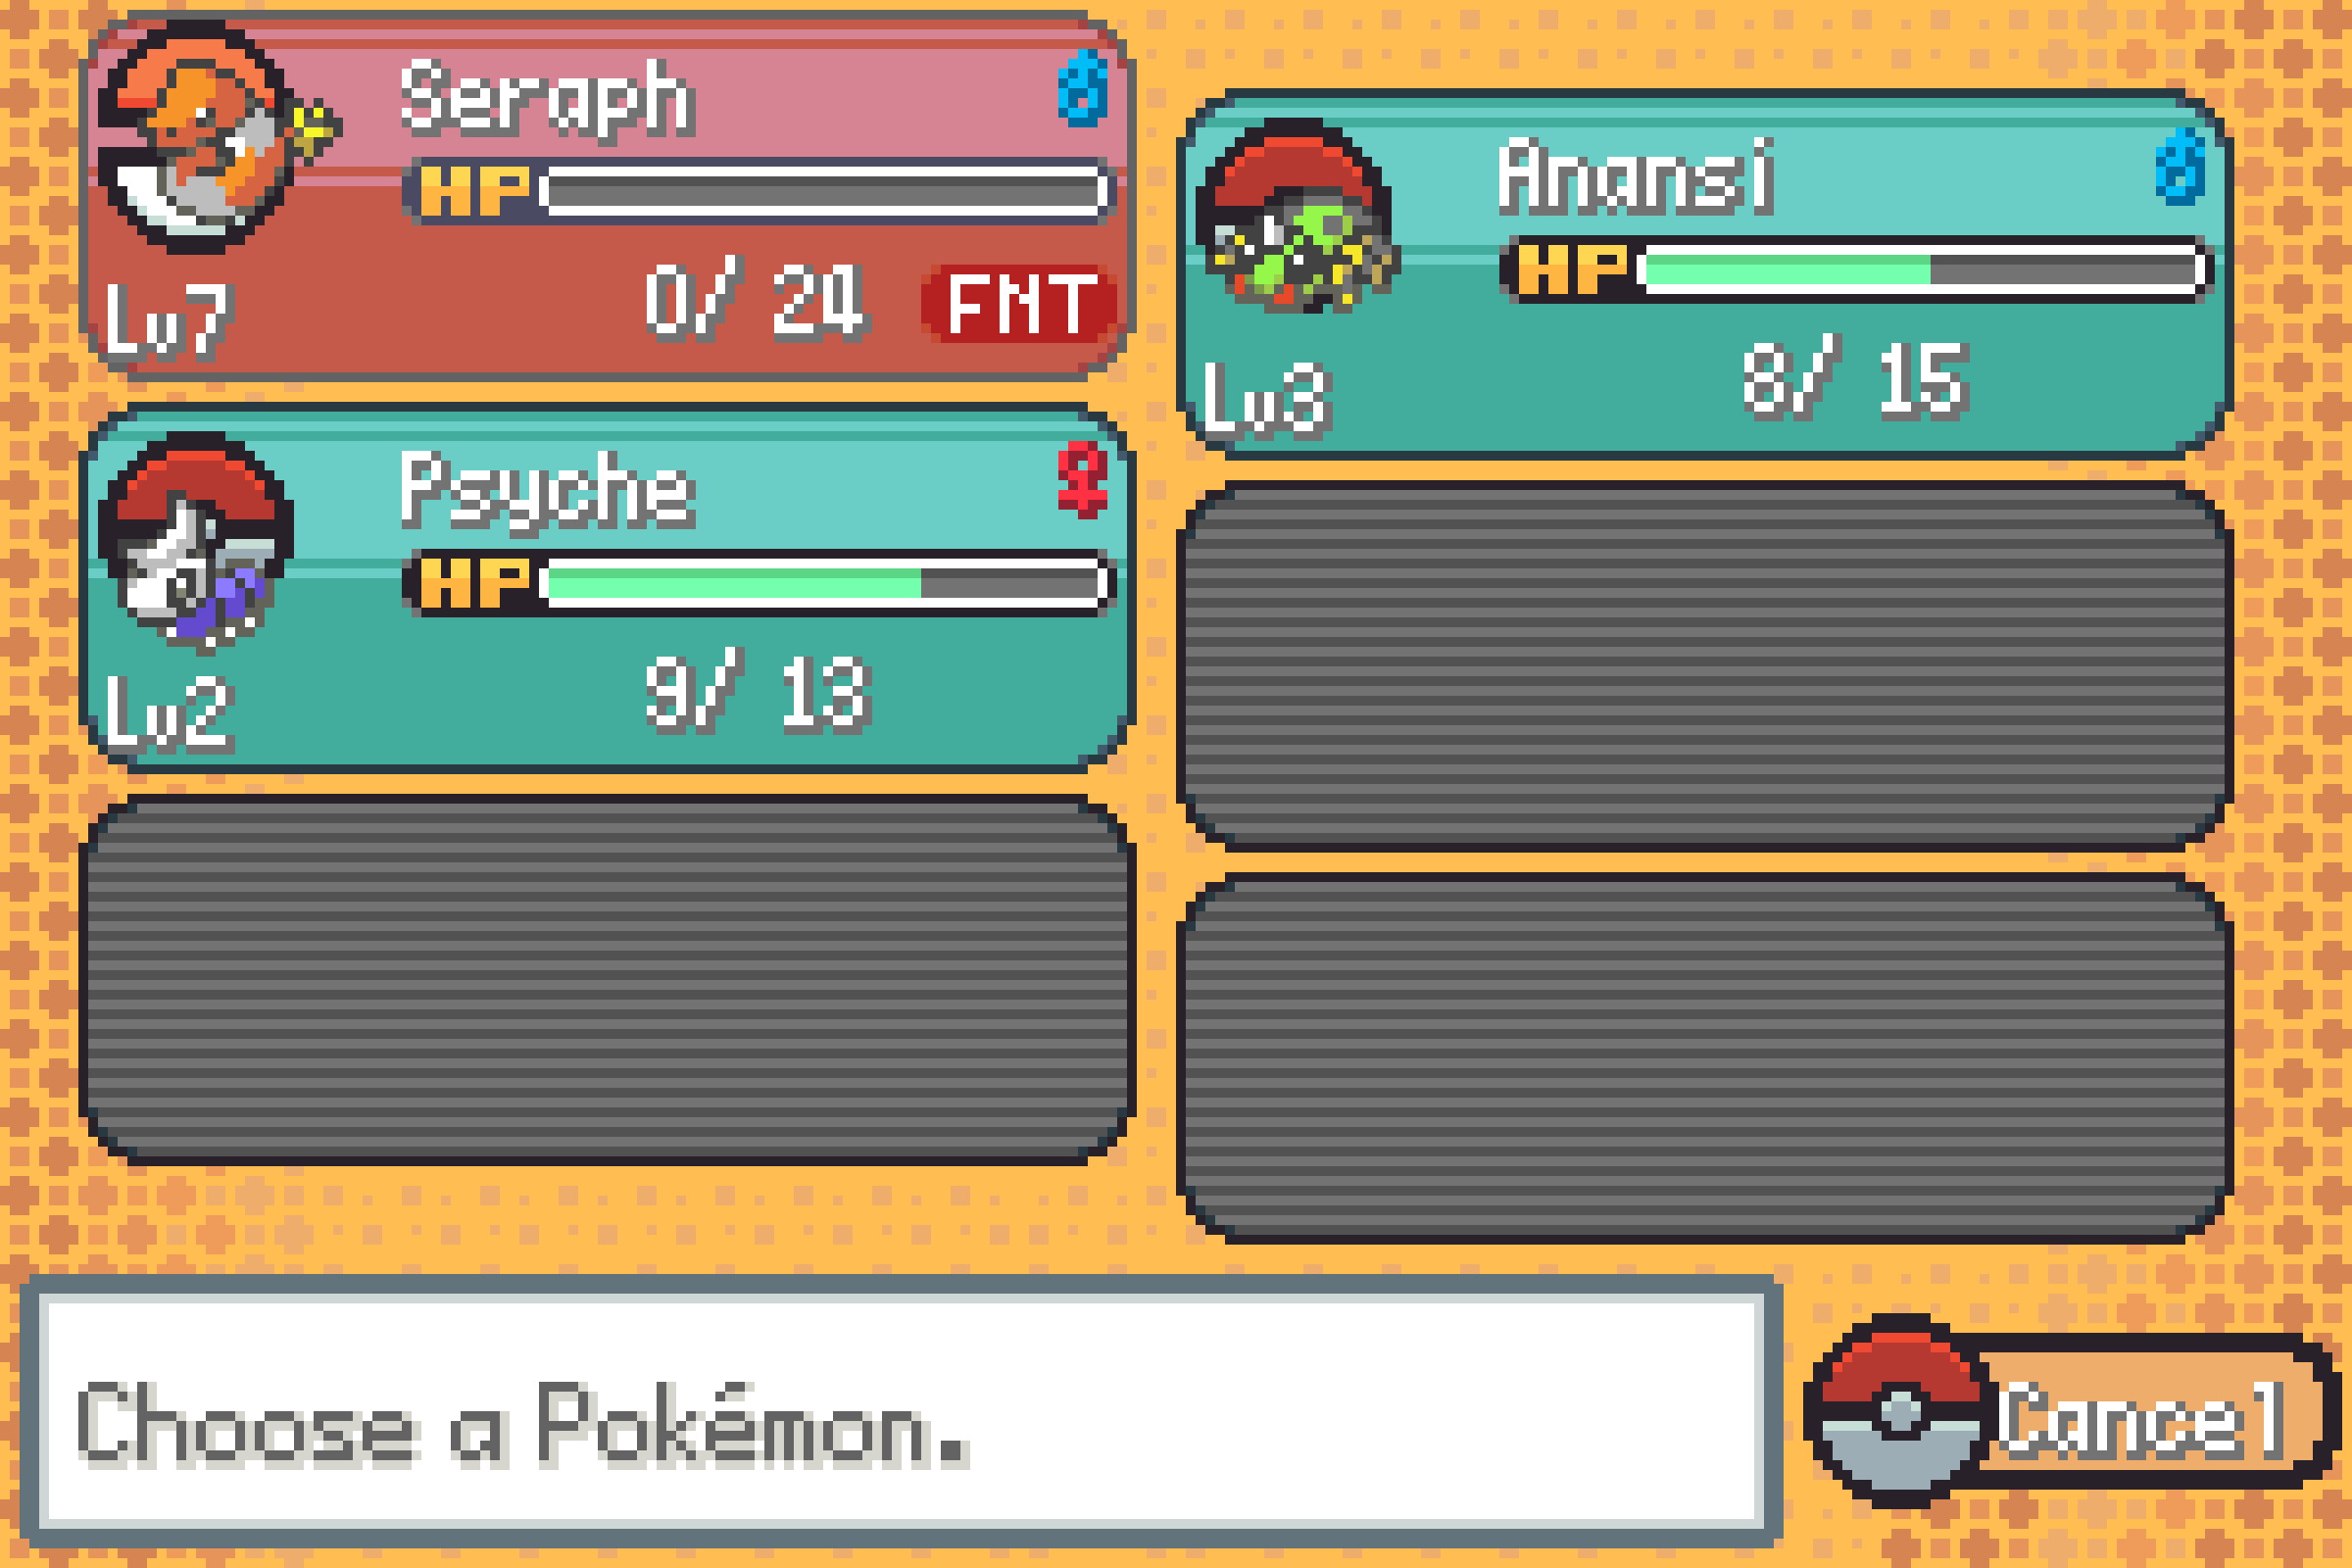 Seraph ♂
HP
Lv7 0/ 24 FNT
Anansi ♂
HP
Lv3 8/ 15
Psyche ♀
HP
Lv2 9/ 13
Choose a Pokémon.
Cancel